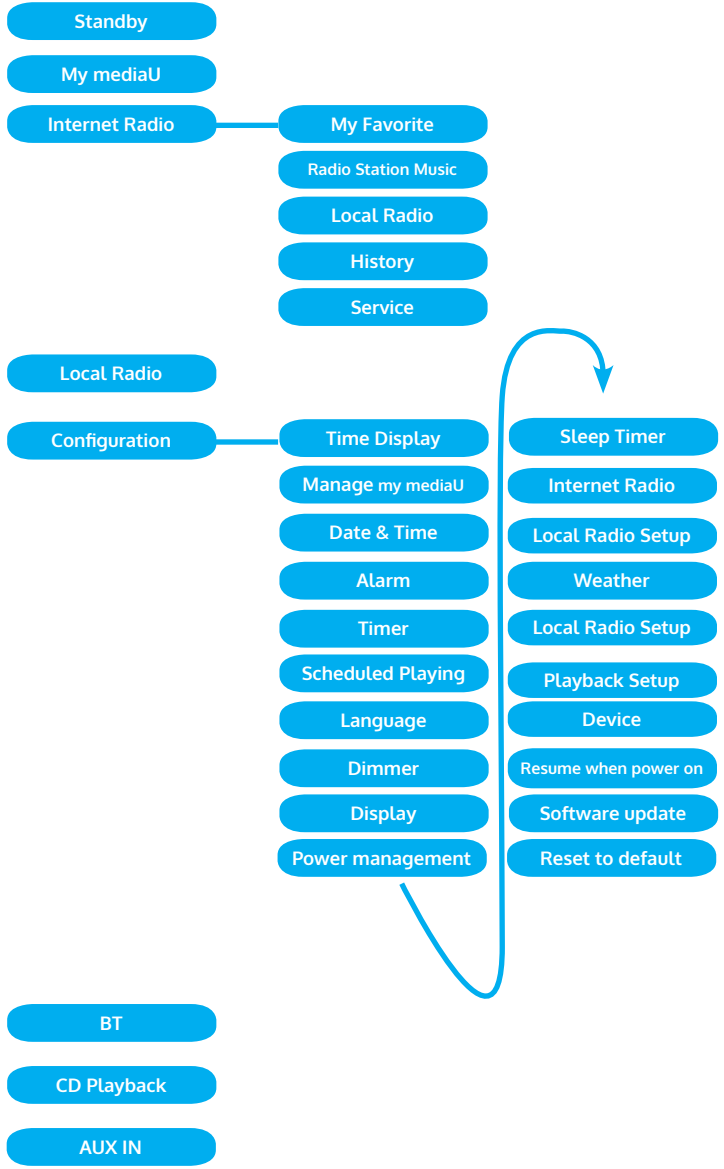 Standby
My mediaU
Internet Radio
My Favorite
Radio Station Music
Local Radio
History
Service
Local Radio
Configuration
Time Display
Manage my mediaU
Date & Time
Alarm
Timer
Scheduled Playing
Language
Dimmer
Display
Power management
Sleep Timer
Internet Radio
Local Radio Setup
Weather
Local Radio Setup
Playback Setup
Device
Resume when power on
Software update
Reset to default
BT
CD Playback
AUX IN